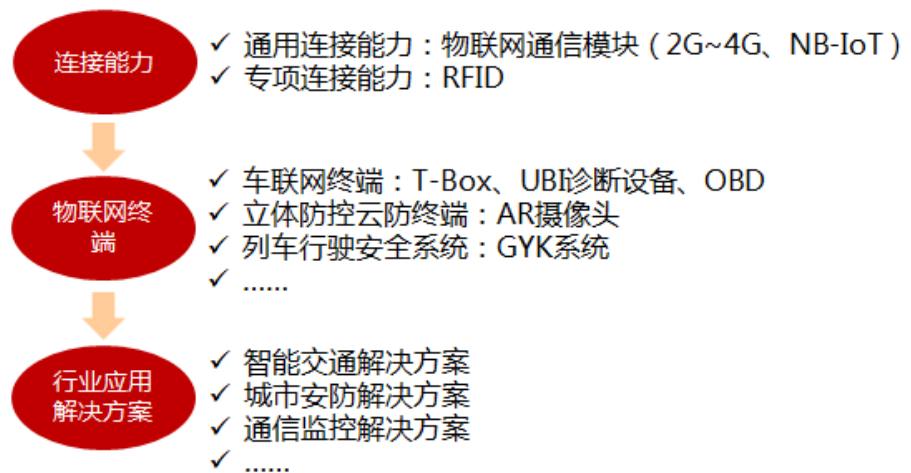 连接能力
✓ 通用连接能力：物联网通信模块（2G~4G、NB-IoT）
✓ 专项连接能力：RFID
物联网终
端
✓ 车联网终端：T-Box、UBI诊断设备、OBD
✓ 立体防控云防终端：AR摄像头
✓ 列车行驶安全系统：GYK系统
✓ ......
行业应用
解决方案
✓ 智能交通解决方案
✓ 城市安防解决方案
✓ 通信监控解决方案
✓ ......